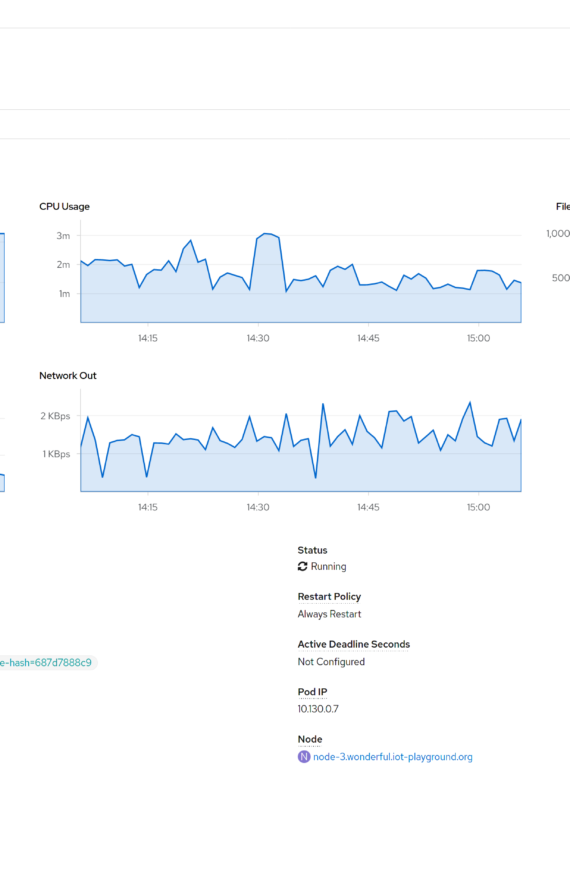 CPU Usage
File
3m
2m
1m
1,000
500
14:15
14:30
14:45
15:00
Network Out
2 KBps
1 KBps
14:15
14:30
14:45
15:00
Status
Running
Restart Policy
Always Restart
Active Deadline Seconds
Not Configured
e-hash=687d7888c9
Pod IP
10.130.0.7
Node
N node-3.wonderful.iot-playground.org